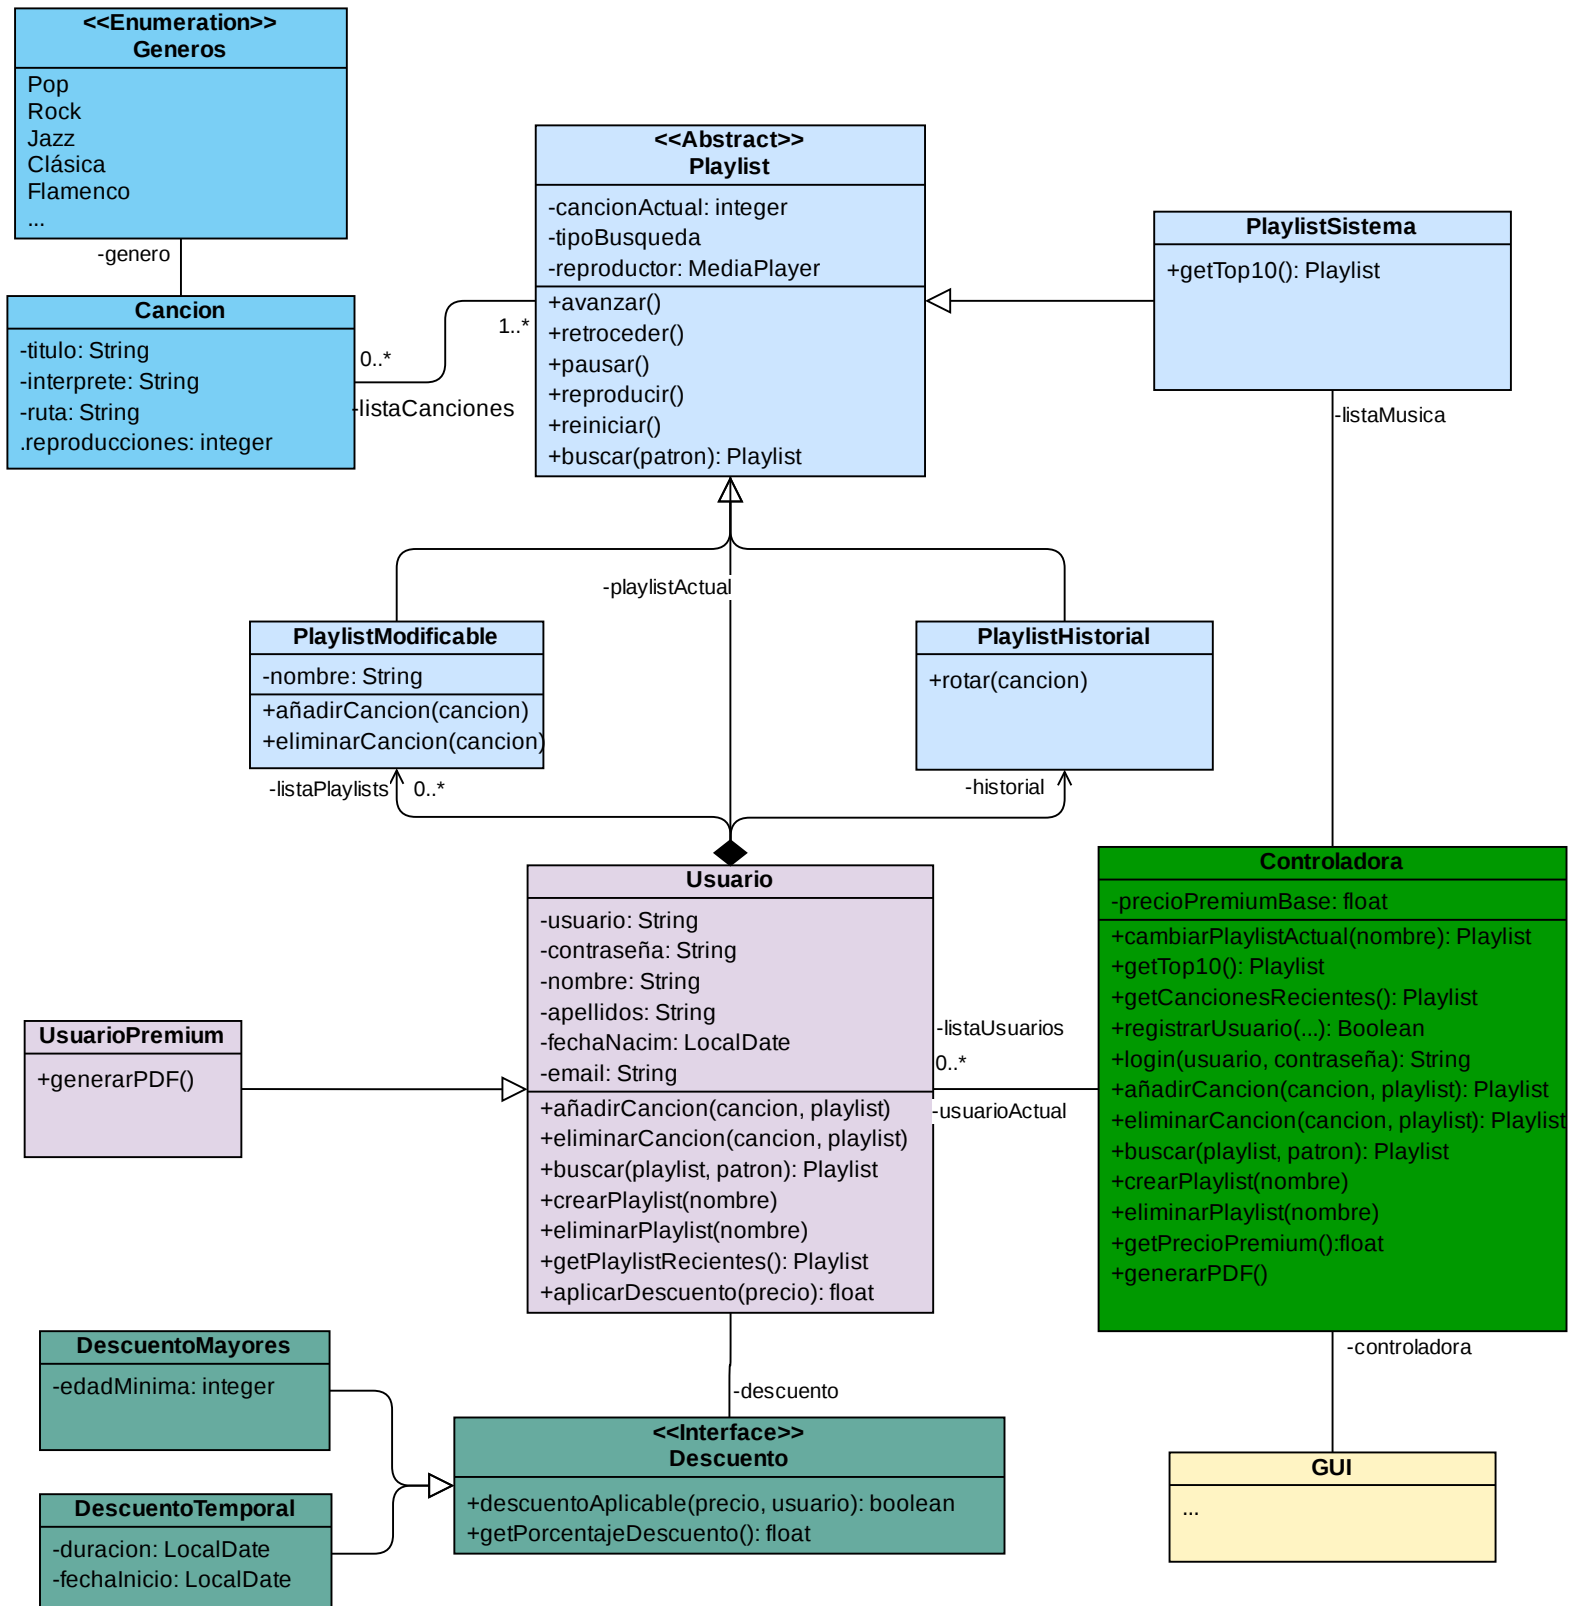 <<Enumeration>>
Generos
Pop
Rock
Jazz
Clásica
Flamenco
...
-genero
Cancion
-titulo: String
-interprete: String
-ruta: String
.reproducciones: integer
0..*
-listaCanciones
1..*
<<Abstract>>
Playlist
-cancionActual: integer
-tipoBusqueda
-reproductor: MediaPlayer
+avanzar()
+retroceder()
+pausar()
+reproducir()
+reiniciar()
+buscar(patron): Playlist
PlaylistSistema
+getTop10(): Playlist
-listaMusica
-playlistActual
PlaylistModificable
-nombre: String
+añadirCancion(cancion)
+eliminarCancion(cancion)
-listaPlaylists
0..*
PlaylistHistorial
+rotar(cancion)
-historial
Usuario
-usuario: String
-contraseña: String
-nombre: String
-apellidos: String
-fechaNacim: LocalDate
-email: String
+añadirCancion(cancion, playlist)
+eliminarCancion(cancion, playlist)
+buscar(playlist, patron): Playlist
+crearPlaylist(nombre)
+eliminarPlaylist(nombre)
+getPlaylistRecientes(): Playlist
+aplicarDescuento(precio): float
UsuarioPremium
+generarPDF()
-listaUsuarios
0..*
-usuarioActual
Controladora
-precioPremiumBase: float
+cambiarPlaylistActual(nombre): Playlist
+getTop10(): Playlist
+getCancionesRecientes(): Playlist
+registrarUsuario(...): Boolean
+login(usuario, contraseña): String
+añadirCancion(cancion, playlist): Playlist
+eliminarCancion(cancion, playlist): Playlist
+buscar(playlist, patron): Playlist
+crearPlaylist(nombre)
+eliminarPlaylist(nombre)
+getPrecioPremium():float
+generarPDF()
-controladora
GUI
...
-descuento
<<Interface>>
Descuento
+descuentoAplicable(precio, usuario): boolean
+getPorcentajeDescuento(): float
DescuentoMayores
-edadMinima: integer
DescuentoTemporal
-duracion: LocalDate
-fechaInicio: LocalDate